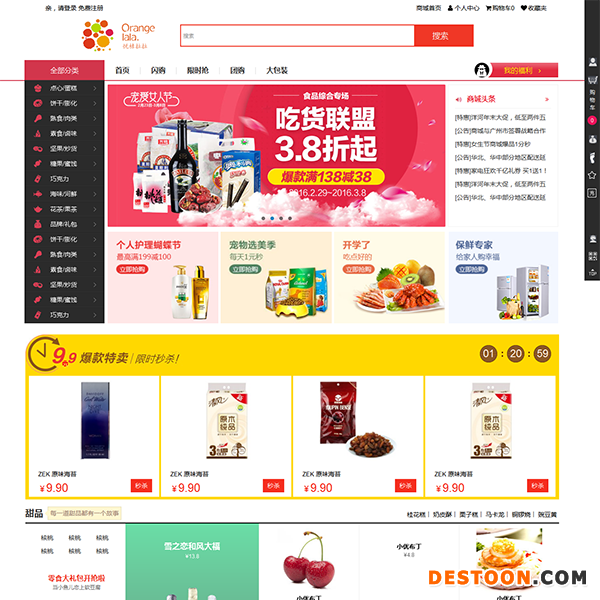 亲，请登录 免费注册
商城首页 个人中心 购物车0 收藏夹
Orange
lala.
搜索
搜索
全部分类
首页 闪购 限时抢 团购 大包装
我的福利 >
点心/蛋糕
饼干/膨化
熟食/肉类
素食/卤味
坚果/炒货
糖果/蜜饯
巧克力
海味/河鲜
花茶/果茶
品牌/礼包
饼干/膨化
熟食/肉类
素食/卤味
坚果/炒货
糖果/蜜饯
巧克力
宠爱女人节
食品综合专场
吃货联盟
3.8折起
爆款满138减38
2016.2.29~2016.3.8
商城头条
[特惠]洋河年末大促，低至两件五
[公告]商城与广州市签署战略合作
[特惠]女生节商城爆品1分秒
[公告]华北、华中部分地区配送延
[特惠]家电狂欢千亿礼券 买1送1！
[特惠]洋河年末大促，低至两件五
[公告]华北、华中部分地区配送延
购物车
0
TOP
个人护理蝴蝶节
最高满199减100
立即抢购
宠物选美季
每天1元秒
立即抢购
开学了
吃点好的
立即抢购
保鲜专家
给家人购幸福
立即抢购
9.9 爆款特卖 限时秒杀！
01 : 20 : 59
ZEK 原味海苔
¥9.90
秒杀
ZEK 原味海苔
¥9.90
秒杀
ZEK 原味海苔
¥9.90
秒杀
ZEK 原味海苔
¥9.90
秒杀
甜品 每一道甜品都有一个故事
桂花糕 | 奶皮酥 | 栗子糕 | 马卡龙 | 铜锣烧 | 豌豆黄
核桃 核桃 核桃
核桃 核桃 核桃
零食大礼包开抢啦
当小鱼儿恋上软豆腐
雪之恋和风大福
¥13.8
小优布丁
小优布丁
¥4.8
小优布丁
DESTOON.COM